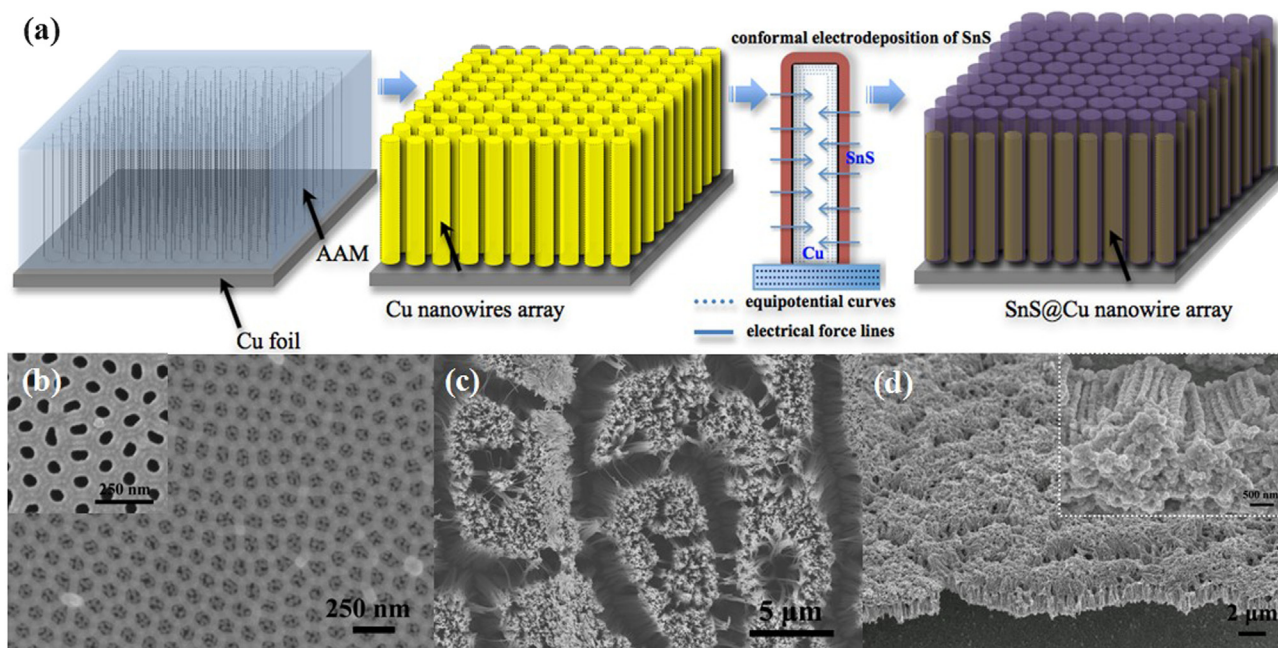 (a)
conformal electrodeposition of SnS
SnS
Cu
AAM
Cu foil
Cu nanowires array
equipotential curves
electrical force lines
SnS@Cu nanowire array
(b)
250 nm
250 nm
(c)
5 μm
(d)
500 nm
2 μm